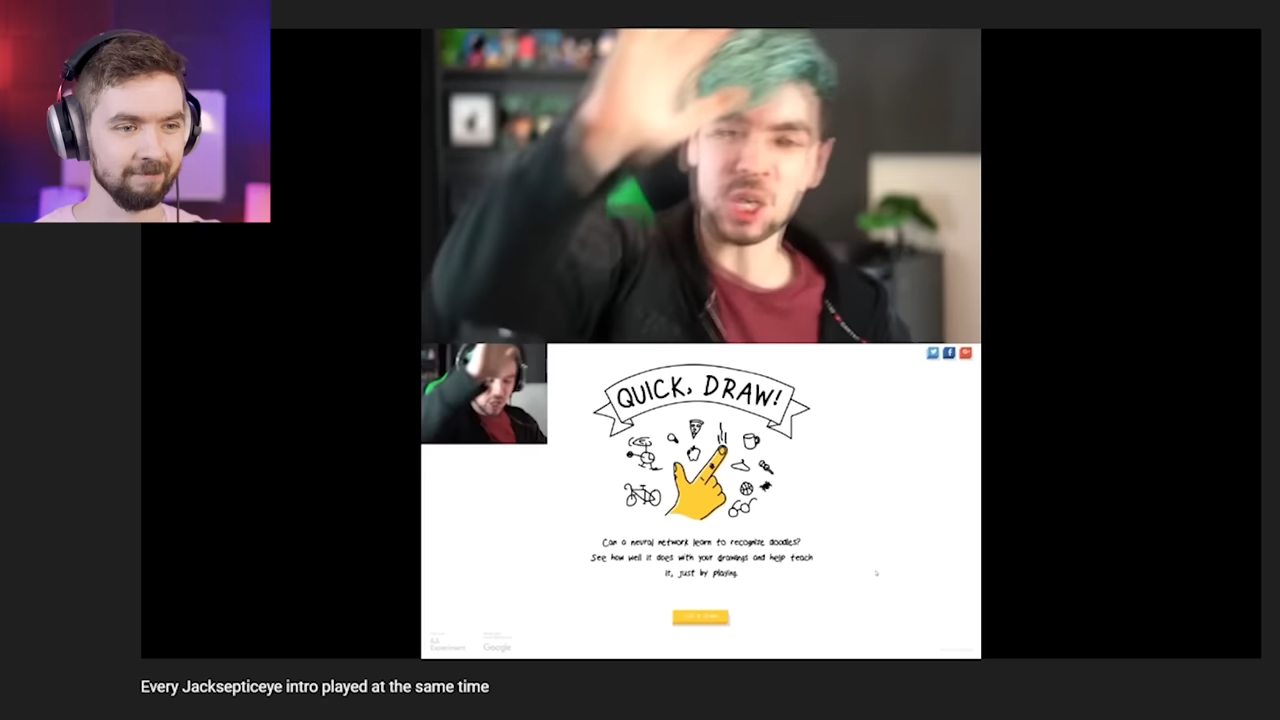 QUICK, DRAW!
Can a neural network learn to recognize doodles?
See how well it does with your drawings and help teach
it, just by playing.
A.I.
Experiment
Google
Every Jacksepticeye intro played at the same time